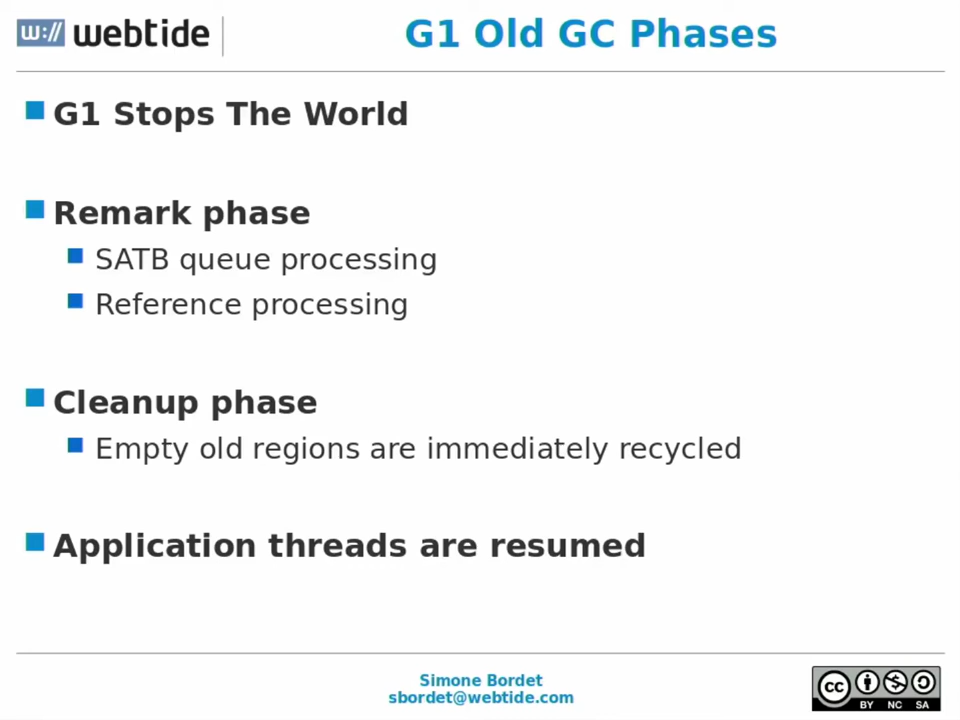 w:// webtide
G1 Old GC Phases
G1 Stops The World
Remark phase
SATB queue processing
Reference processing
Cleanup phase
Empty old regions are immediately recycled
Application threads are resumed
Simone Bordet
sbordet@webtide.com
cc
BY NC SA